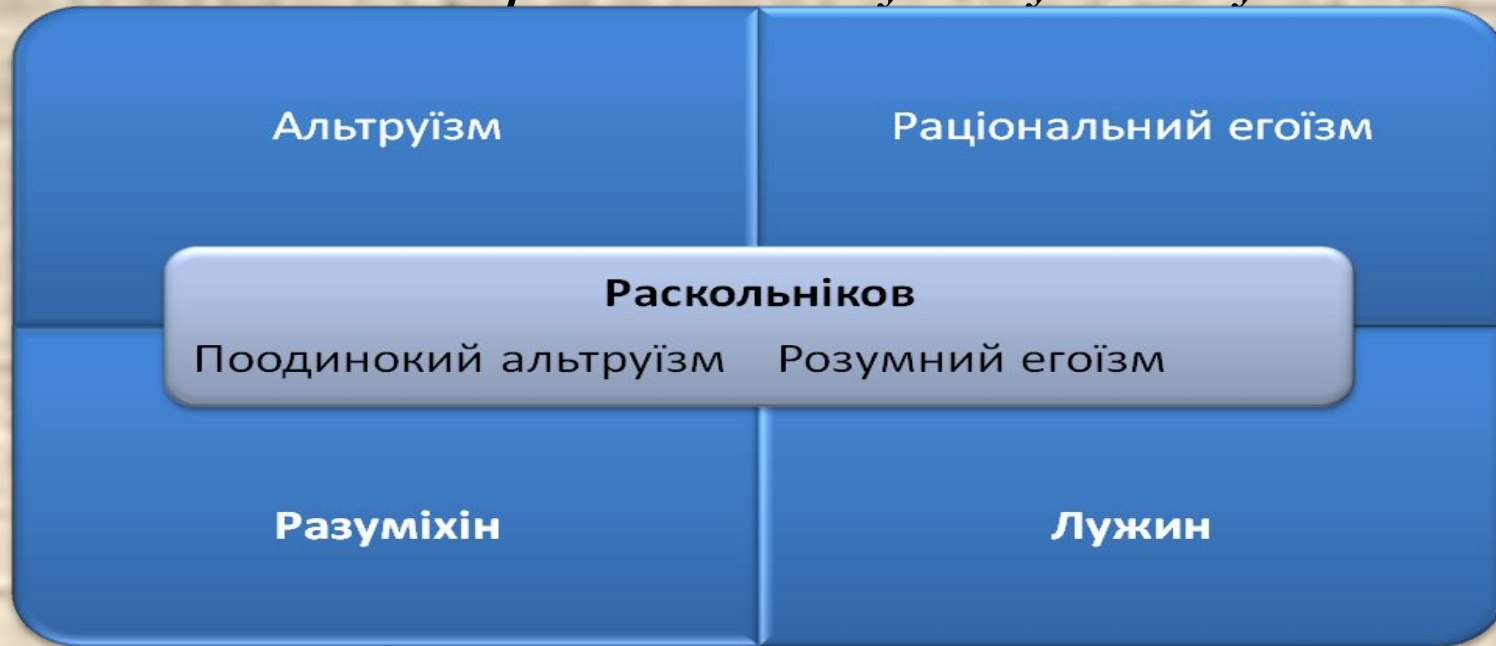 Альтруїзм
Раціональний егоїзм
Раскольніков
Поодинокий альтруїзм Розумний егоїзм
Разуміхін
Лужин